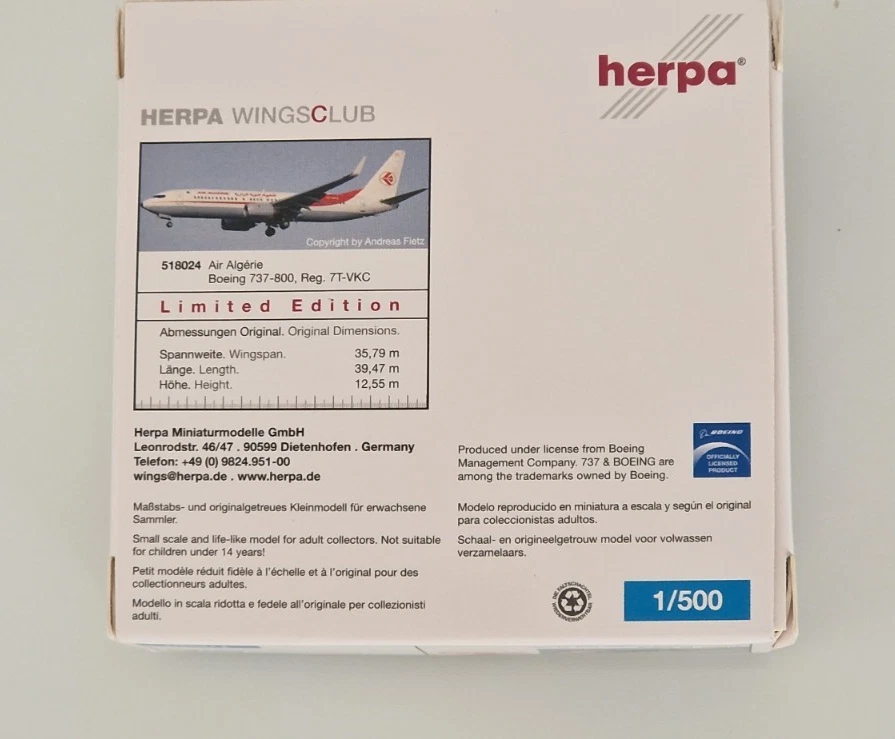 herpa®
HERPA WINGSCLUB
Copyright by Andreas Fietz
518024 Air Algérie
Boeing 737-800, Reg. 7T-VKC
Limited Edition
Abmessungen Original. Original Dimensions.
Spannweite. Wingspan. 35,79 m
Länge. Length. 39,47 m
Höhe. Height. 12,55 m
Herpa Miniaturmodelle GmbH
Leonrodstr. 46/47 . 90599 Dietenhofen . Germany
Telefon: +49 (0) 9824.951-00
wings@herpa.de . www.herpa.de
Maßstabs- und originalgetreues Kleinmodell für erwachsene
Sammler.
Small scale and life-like model for adult collectors. Not suitable
for children under 14 years!
Petit modèle réduit fidèle à l'échelle et à l'original pour des
collectionneurs adultes.
Modello in scala ridotta e fedele all'originale per collezionisti
adulti.
Produced under license from Boeing
Management Company. 737 & BOEING are
among the trademarks owned by Boeing.
BOEING
OFFICIALLY
LICENSED
PRODUCT
Modelo reproducido en miniatura a escala y según el original
para coleccionistas adultos.
Schaal- en origineelgetrouw model voor volwassen
verzamelaars.
1/500